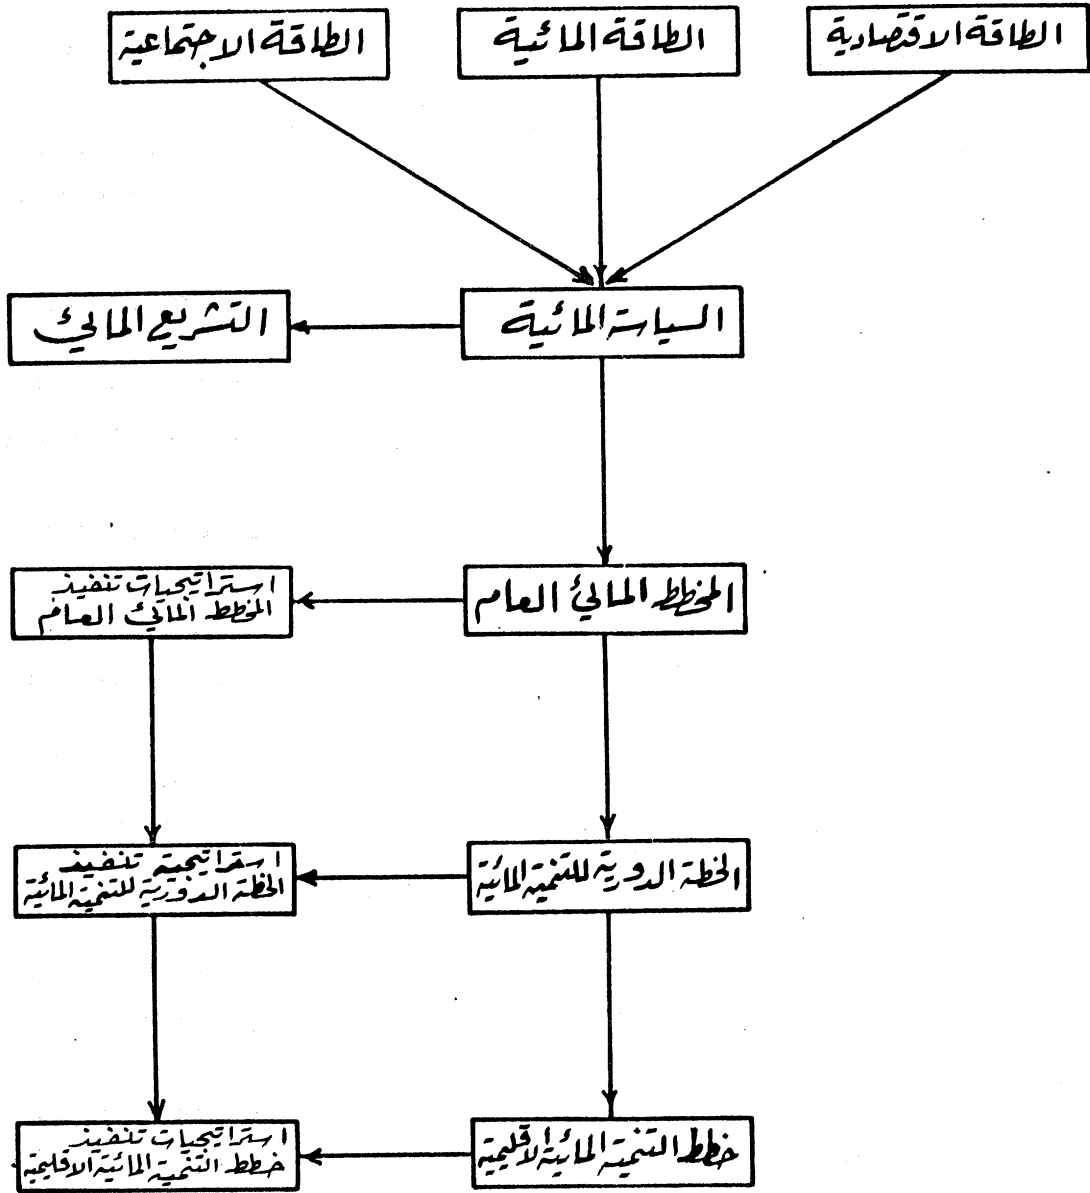 الطاقة الاقتصادية
الطاقة المائية
الطاقة الاجتماعية
السياسة المائية
التشريع المائي
المخطط المائي العام
استراتيجيات تنفيذ
المخطط المائي العام
الخطة الدورية للتنمية المائية
استراتيجية تنفيذ
الخطة الدورية للتنمية المائية
خطط التنمية المائية الاقليمية
استراتيجيات تنفيذ
خطط التنمية المائية الاقليمية